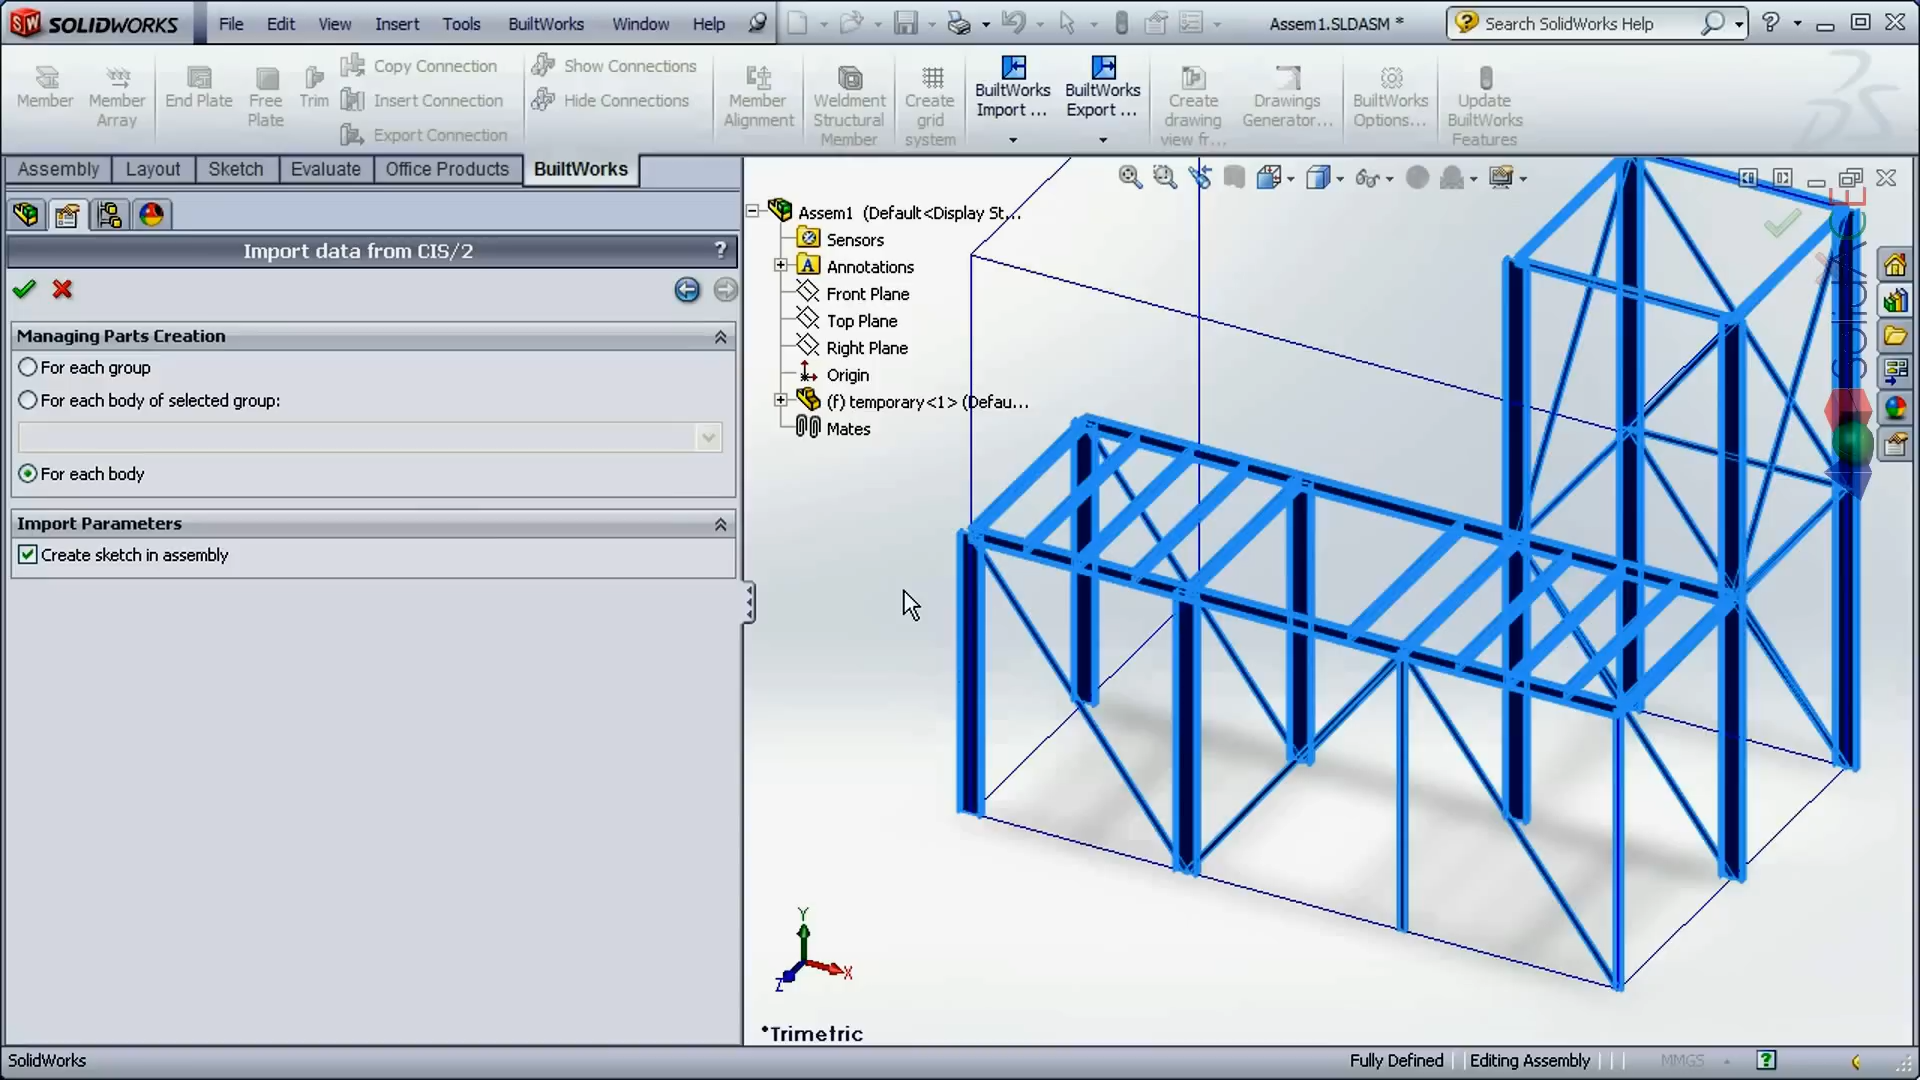 SOLIDWORKS File Edit View Insert Tools BuiltWorks Window Help Assem1.SLDASM * Search SolidWorks Help
Member
Member Array
End Plate
Free Plate
Trim
Copy Connection
Insert Connection
Export Connection
Show Connections
Hide Connections
Member Alignment
Weldment Structural Member
Create grid system
BuiltWorks Import ...
BuiltWorks Export ...
Create drawing view fr...
Drawings Generator...
BuiltWorks Options...
Update BuiltWorks Features
Assembly Layout Sketch Evaluate Office Products BuiltWorks
Import data from CIS/2 ?
Managing Parts Creation
For each group
For each body of selected group:
For each body
Import Parameters
Create sketch in assembly
Assem1 (Default<Display St...
Sensors
Annotations
Front Plane
Top Plane
Right Plane
Origin
(f) temporary<1> (Defau...
Mates
Y
X
Z
*Trimetric
SolidWorks Fully Defined Editing Assembly MMGS